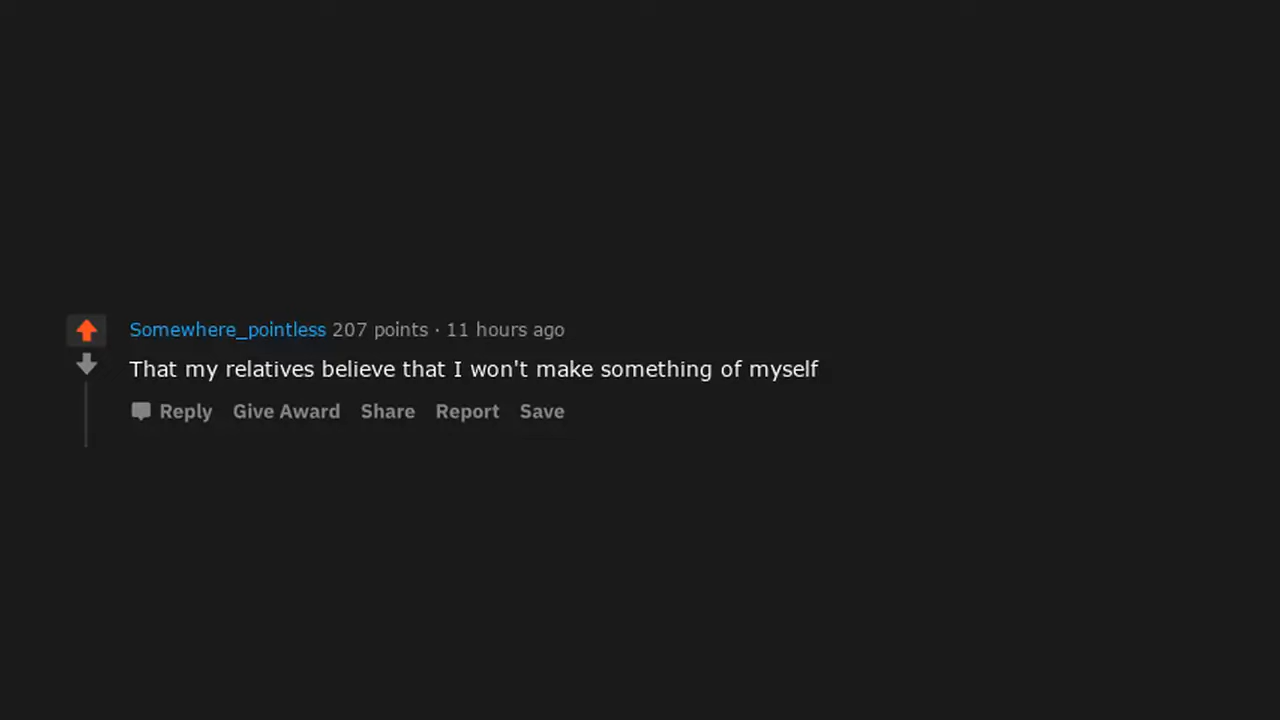 Somewhere_pointless 207 points · 11 hours ago
That my relatives believe that I won't make something of myself
Reply Give Award Share Report Save